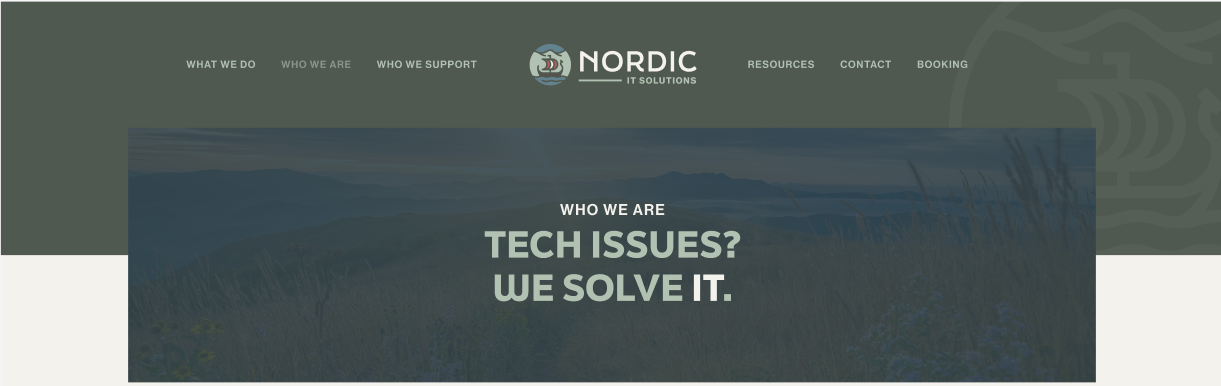 WHAT WE DO WHO WE ARE WHO WE SUPPORT NORDIC RESOURCES CONTACT BOOKING
IT SOLUTIONS
WHO WE ARE
TECH ISSUES?
WE SOLVE IT.